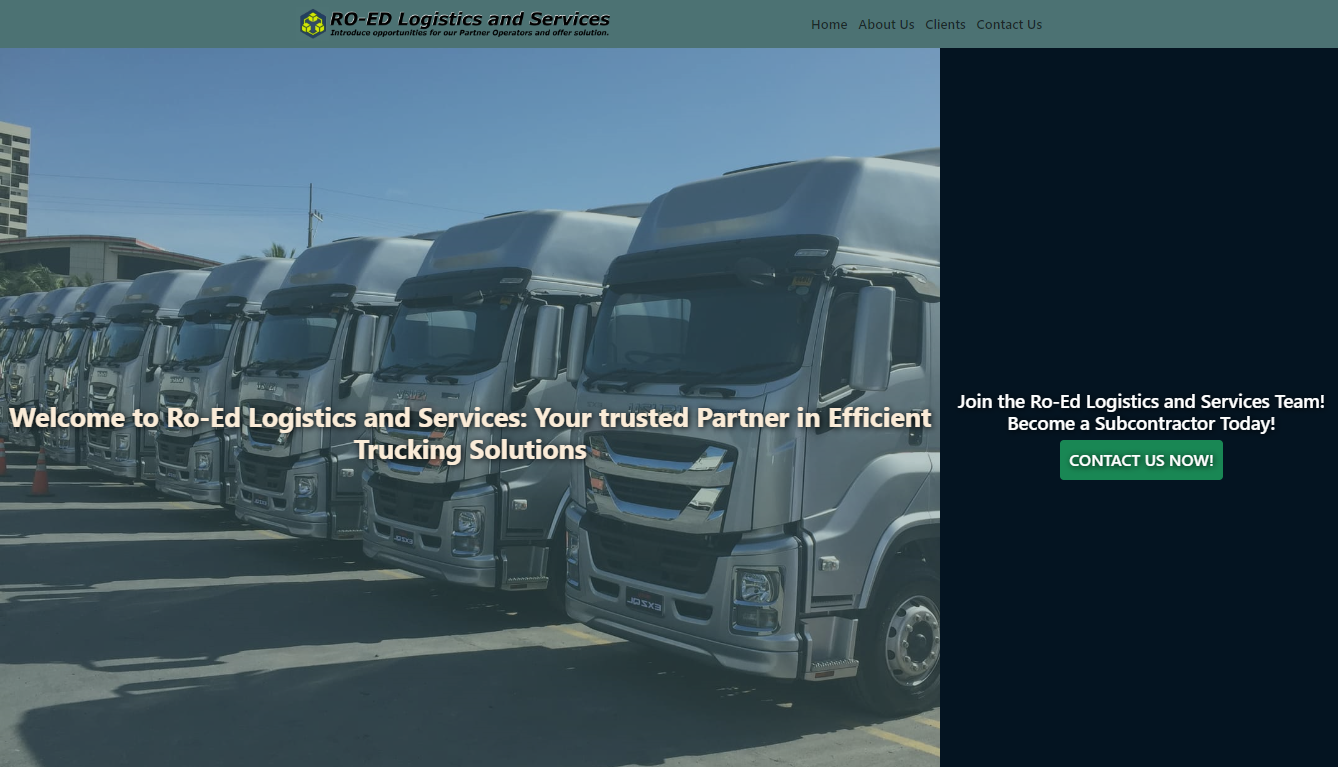 RO-ED Logistics and Services
Introduce opportunities for our Partner Operators and offer solution.
Home About Us Clients Contact Us
Welcome to Ro-Ed Logistics and Services: Your trusted Partner in Efficient
Trucking Solutions
Join the Ro-Ed Logistics and Services Team!
Become a Subcontractor Today!
CONTACT US NOW!